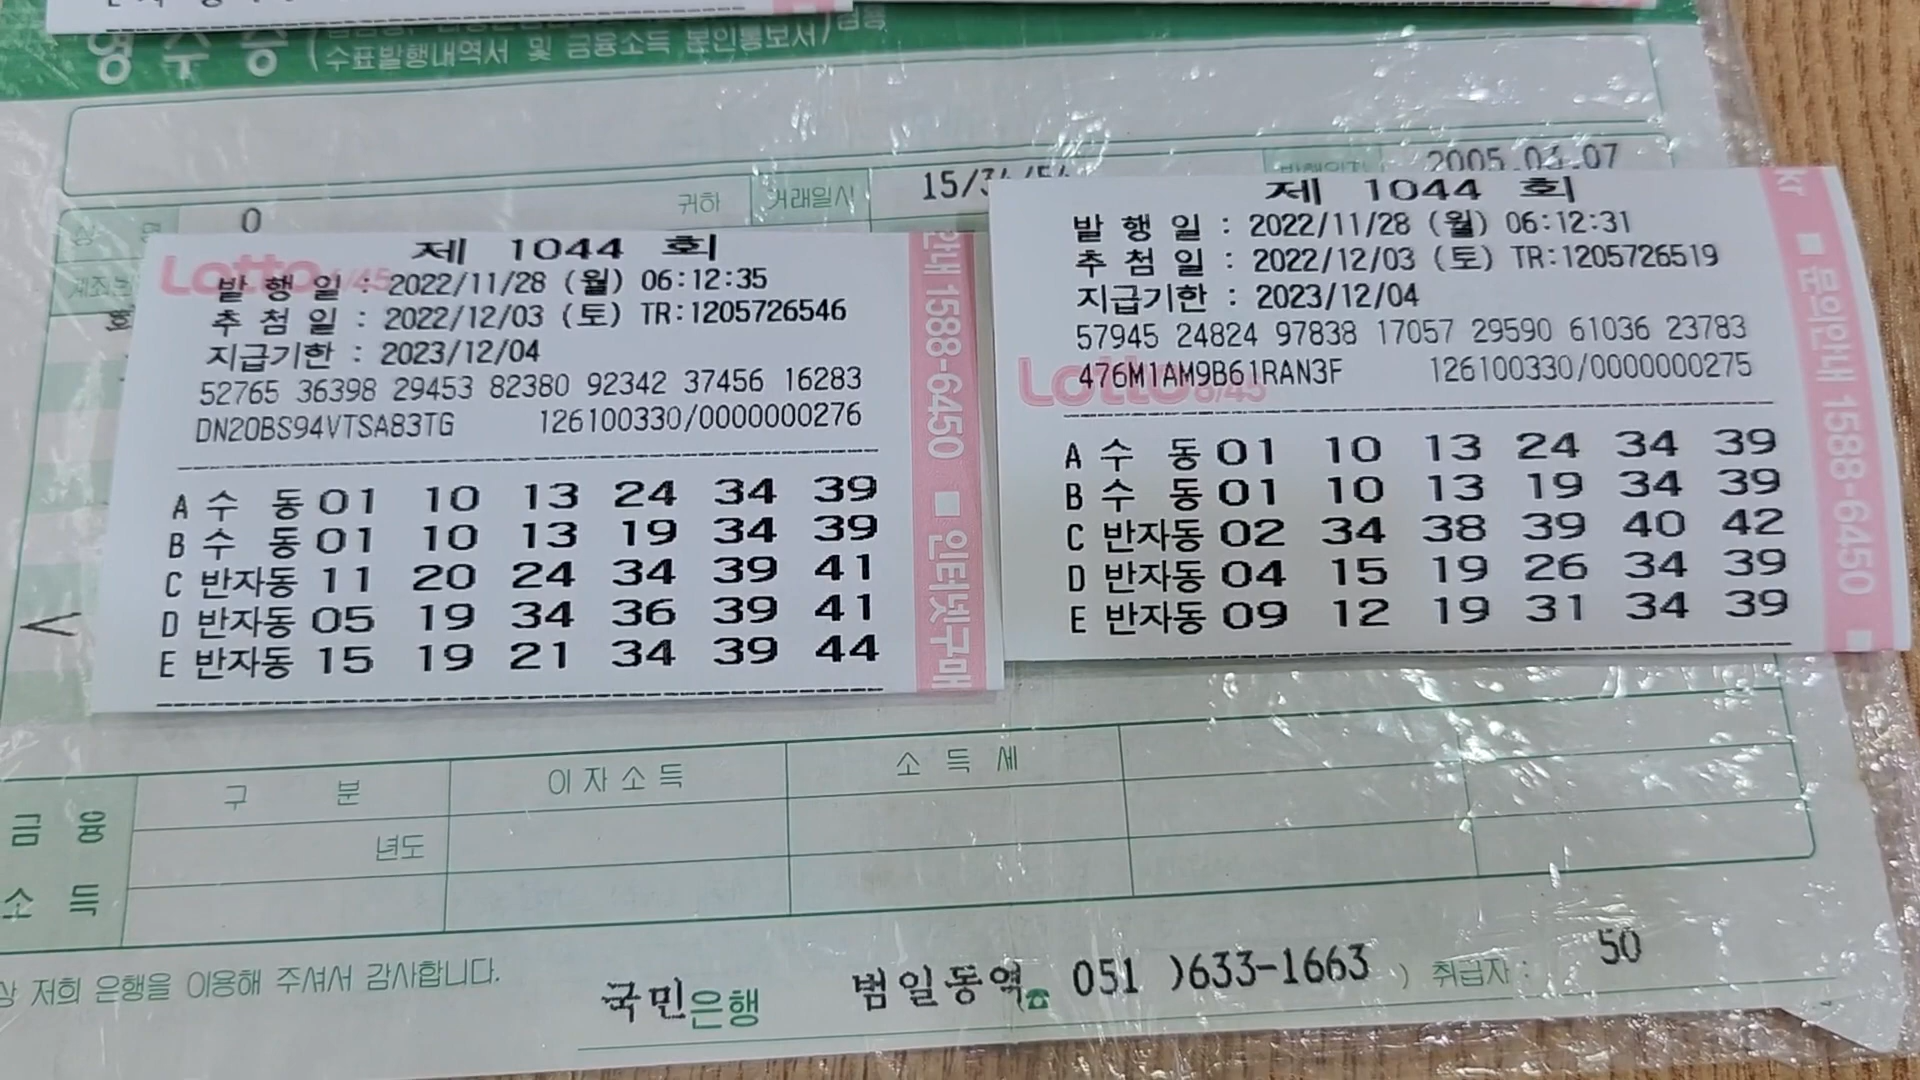 영 수 증
수표발행내역서 및 금융소득 본인통보서)
2005.04.07
귀하
거래일시
0
제 1044 회
Lotto 6/45
발 행 일 : 2022/11/28 (월) 06:12:35
추 첨 일 : 2022/12/03 (토) TR:1205726546
지급기한 : 2023/12/04
52765 36398 29453 82380 92342 37456 16283
DN20BS94VTSA83TG 126100330/0000000276
A 수 동 01 10 13 24 34 39
B 수 동 01 10 13 19 34 39
C 반자동 11 20 24 34 39 41
D 반자동 05 19 34 36 39 41
E 반자동 15 19 21 34 39 44
안내 1588-6450 ■ 인터넷구매
제 1044 회
발 행 일 : 2022/11/28 (월) 06:12:31
추 첨 일 : 2022/12/03 (토) TR:1205726519
지급기한 : 2023/12/04
57945 24824 97838 17057 29590 61036 23783
Lotto 6/45
476M1AM9B61RAN3F 126100330/0000000275
A 수 동 01 10 13 24 34 39
B 수 동 01 10 13 19 34 39
C 반자동 02 34 38 39 40 42
D 반자동 04 15 19 26 34 39
E 반자동 09 12 19 31 34 39
kr ■ 문의안내 1588-6450 ■
구 분 이자소득 소 득 세
금 융
년도
소 득
상 저희 은행을 이용해 주셔서 감사합니다.
국민은행 범일동역 ☎ 051 )633-1663 ) 취급자 : 50